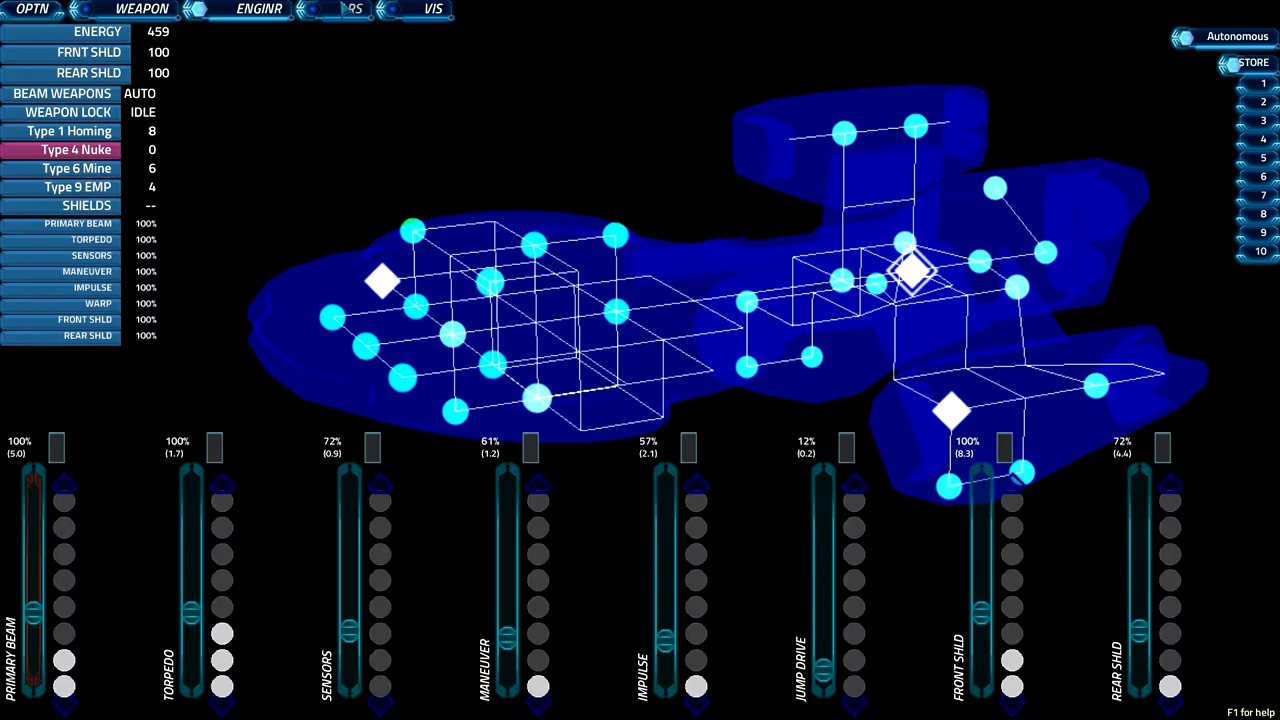 OPTN WEAPON ENGINR RS VIS
ENERGY 459
FRNT SHLD 100
REAR SHLD 100
BEAM WEAPONS AUTO
WEAPON LOCK IDLE
Type 1 Homing 8
Type 4 Nuke 0
Type 6 Mine 6
Type 9 EMP 4
SHIELDS --
PRIMARY BEAM 100%
TORPEDO 100%
SENSORS 100%
MANEUVER 100%
IMPULSE 100%
WARP 100%
FRONT SHLD 100%
REAR SHLD 100%
Autonomous
STORE
1
2
3
4
5
6
7
8
9
10
100% 100% 72% 61% 57% 12% 100% 72%
(5.0) (1.7) (0.9) (1.2) (2.1) (0.2) (8.3) (4.4)
PRIMARY BEAM
TORPEDO
SENSORS
MANEUVER
IMPULSE
JUMP DRIVE
FRONT SHLD
REAR SHLD
F1 for help